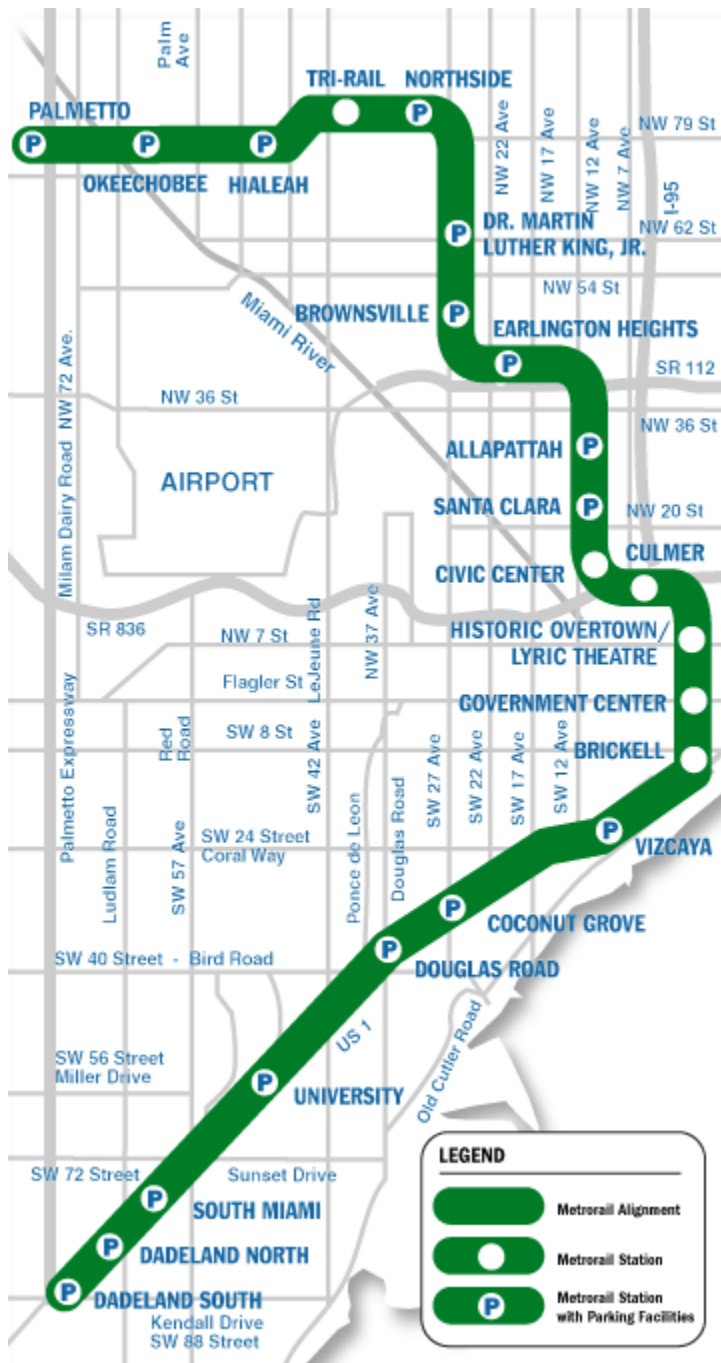 Palm
Ave
TRI-RAIL
NORTHSIDE
PALMETTO
P
P
P
P
OKEECHOBEE
HIALEAH
NW 22 Ave
NW 17 Ave
NW 12 Ave
NW 7 Ave
I-95
NW 79 St
P
DR. MARTIN
LUTHER KING, JR.
NW 62 St
NW 54 St
Miami River
BROWNSVILLE
P
EARLINGTON HEIGHTS
P
SR 112
Milam Dairy Road NW 72 Ave.
NW 36 St
NW 36 St
ALLAPATTAH
P
AIRPORT
SANTA CLARA
P
NW 20 St
CULMER
CIVIC CENTER
SR 836
NW 7 St
LeJeune Rd
NW 37 Ave
HISTORIC OVERTOWN/
LYRIC THEATRE
Flagler St
GOVERNMENT CENTER
Palmetto Expressway
Red
Road
SW 8 St
SW 42 Ave
BRICKELL
SW 27 Ave
SW 22 Ave
SW 17 Ave
SW 12 Ave
Ludlam Road
SW 57 Ave
SW 24 Street
Coral Way
Ponce de Leon
Douglas Road
P
VIZCAYA
P
COCONUT GROVE
P
DOUGLAS ROAD
SW 40 Street - Bird Road
US 1
Old Cutler Road
SW 56 Street
Miller Drive
P
UNIVERSITY
SW 72 Street
Sunset Drive
P
SOUTH MIAMI
P
DADELAND NORTH
P
DADELAND SOUTH
Kendall Drive
SW 88 Street
LEGEND
Metrorail Alignment
Metrorail Station
P
Metrorail Station
with Parking Facilities